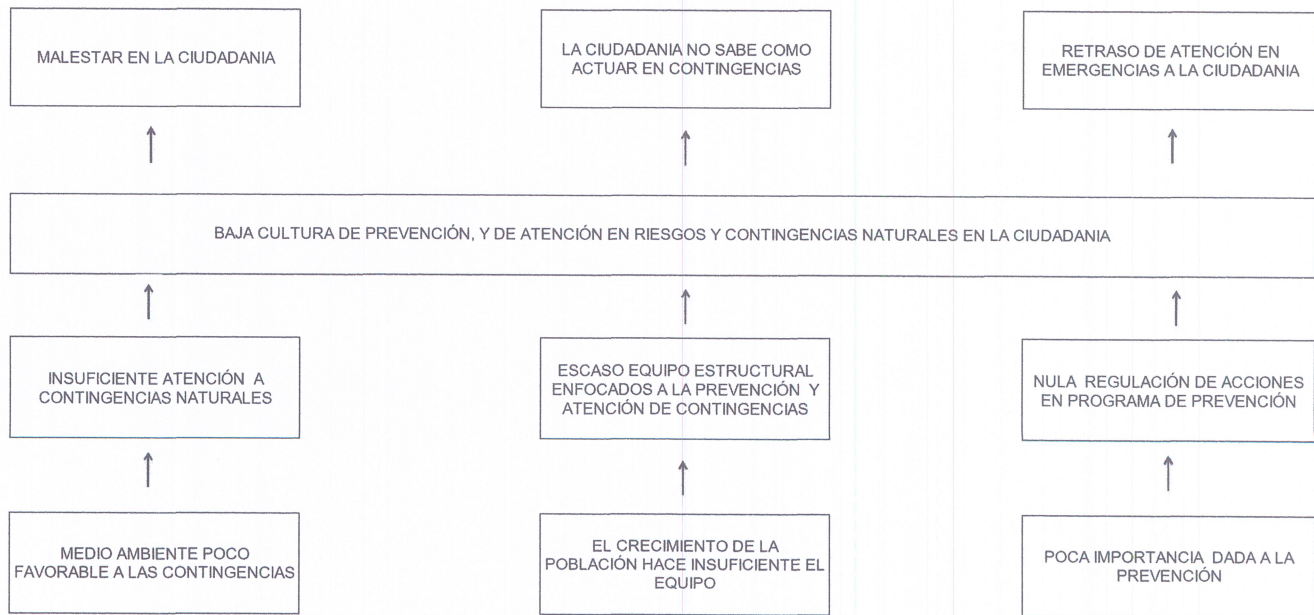 MALESTAR EN LA CIUDADANIA
LA CIUDADANIA NO SABE COMO
ACTUAR EN CONTINGENCIAS
RETRASO DE ATENCIÓN EN
EMERGENCIAS A LA CIUDADANIA
BAJA CULTURA DE PREVENCIÓN, Y DE ATENCIÓN EN RIESGOS Y CONTINGENCIAS NATURALES EN LA CIUDADANIA
INSUFICIENTE ATENCIÓN A
CONTINGENCIAS NATURALES
ESCASO EQUIPO ESTRUCTURAL
ENFOCADOS A LA PREVENCIÓN Y
ATENCIÓN DE CONTINGENCIAS
NULA REGULACIÓN DE ACCIONES
EN PROGRAMA DE PREVENCIÓN
MEDIO AMBIENTE POCO
FAVORABLE A LAS CONTINGENCIAS
EL CRECIMIENTO DE LA
POBLACIÓN HACE INSUFICIENTE EL
EQUIPO
POCA IMPORTANCIA DADA A LA
PREVENCIÓN